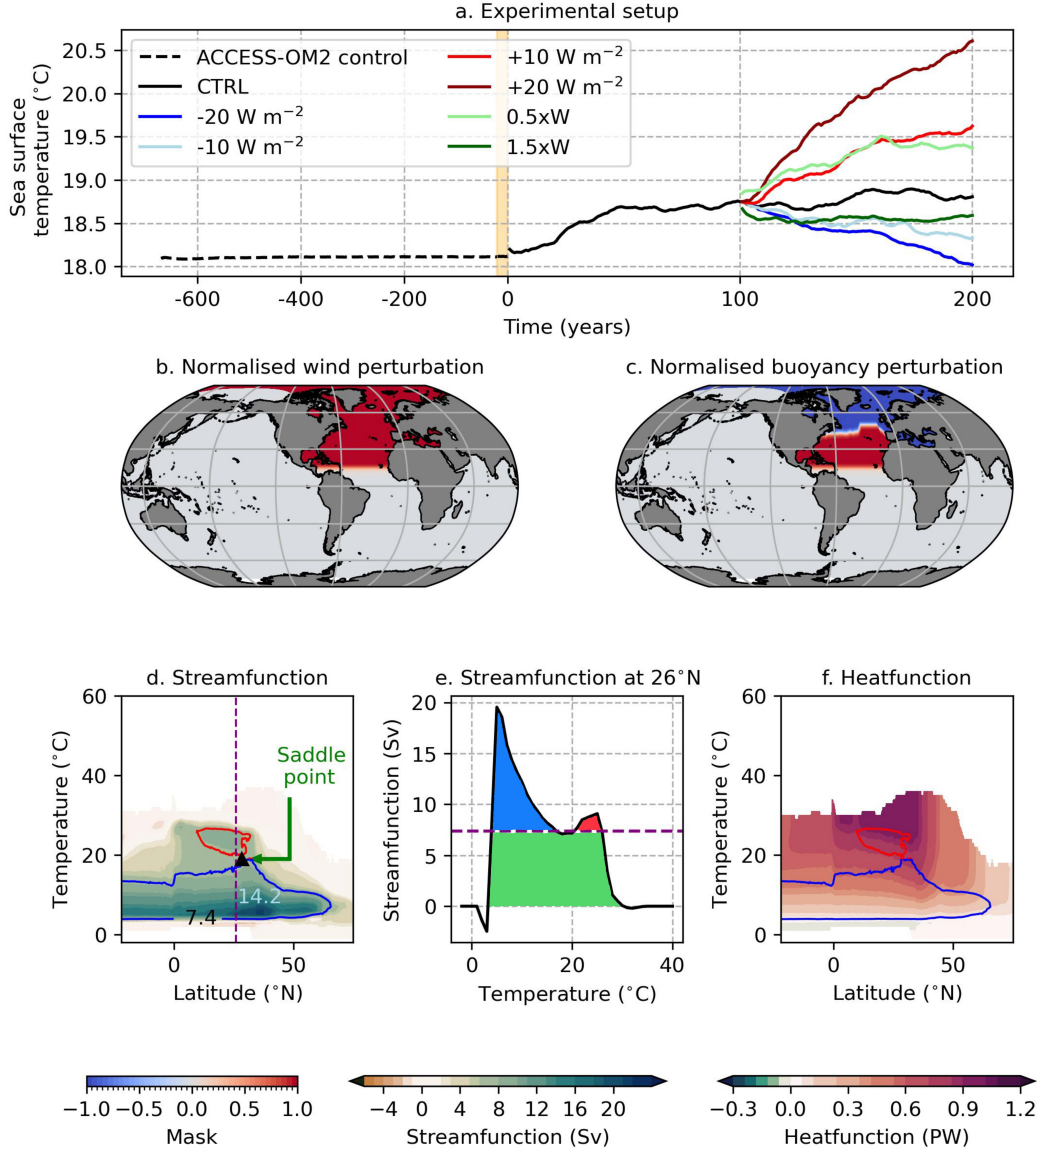 a. Experimental setup
20.5
20.0
19.5
19.0
18.5
18.0
Sea surface
temperature (°C)
ACCESS-OM2 control
CTRL
-20 W m⁻²
-10 W m⁻²
+10 W m⁻²
+20 W m⁻²
0.5xW
1.5xW
-600 -400 -200 0 100 200
Time (years)
b. Normalised wind perturbation
c. Normalised buoyancy perturbation
d. Streamfunction
60
40
20
0
Temperature (°C)
Saddle
point
14.2
7.4
0 50
Latitude (°N)
e. Streamfunction at 26°N
20
15
10
5
0
Streamfunction (Sv)
0 20 40
Temperature (°C)
f. Heatfunction
60
40
20
0
Temperature (°C)
0 50
Latitude (°N)
−1.0 −0.5 0.0 0.5 1.0
Mask
−4 0 4 8 12 16 20
Streamfunction (Sv)
−0.3 0.0 0.3 0.6 0.9 1.2
Heatfunction (PW)